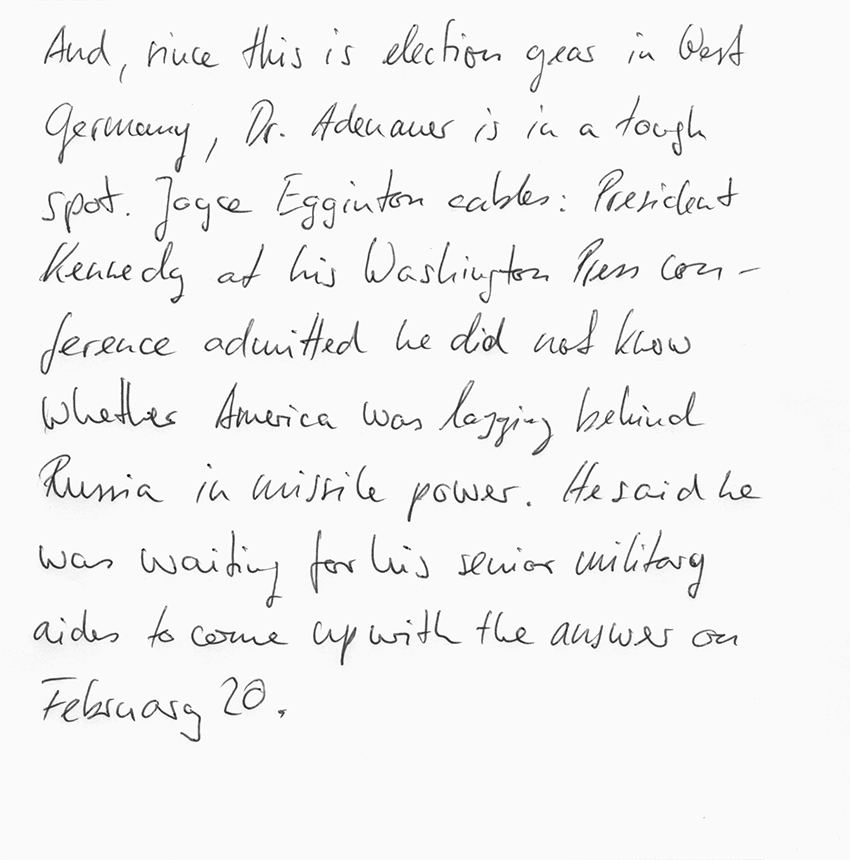 And, since this is election year in West
Germany, Dr. Adenauer is in a tough
spot. Joyce Egginton cables: President
Kennedy at his Washington Press con-
ference admitted he did not know
whether America was lagging behind
Russia in missile power. He said he
was waiting for his senior military
aides to come up with the answer on
February 20.